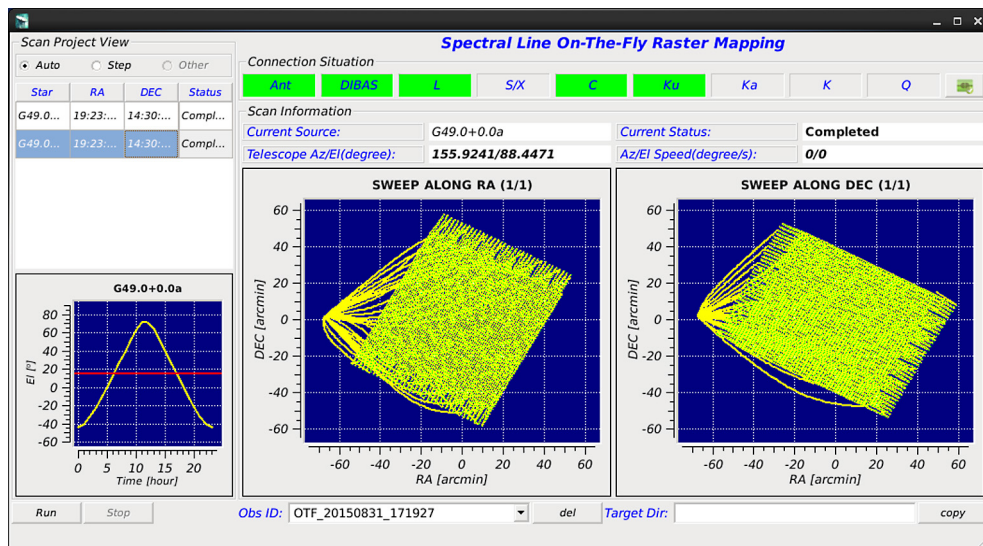 Spectral Line On-The-Fly Raster Mapping
Scan Project View
Auto Step Other
Star RA DEC Status
G49.0... 19:23:... 14:30:... Compl...
G49.0... 19:23:... 14:30:... Compl...
Connection Situation
Ant DIBAS L S/X C Ku Ka K Q
Scan Information
Current Source: G49.0+0.0a Current Status: Completed
Telescope Az/El(degree): 155.9241/88.4471 Az/El Speed(degree/s): 0/0
G49.0+0.0a
80
60
40
20
0
-20
-40
-60
El [°]
0 5 10 15 20
Time [hour]
SWEEP ALONG RA (1/1)
60
40
20
0
-20
-40
-60
DEC [arcmin]
-60 -40 -20 0 20 40 60
RA [arcmin]
SWEEP ALONG DEC (1/1)
60
40
20
0
-20
-40
-60
DEC [arcmin]
-60 -40 -20 0 20 40 60
RA [arcmin]
Run Stop Obs ID: OTF_20150831_171927 del Target Dir: copy